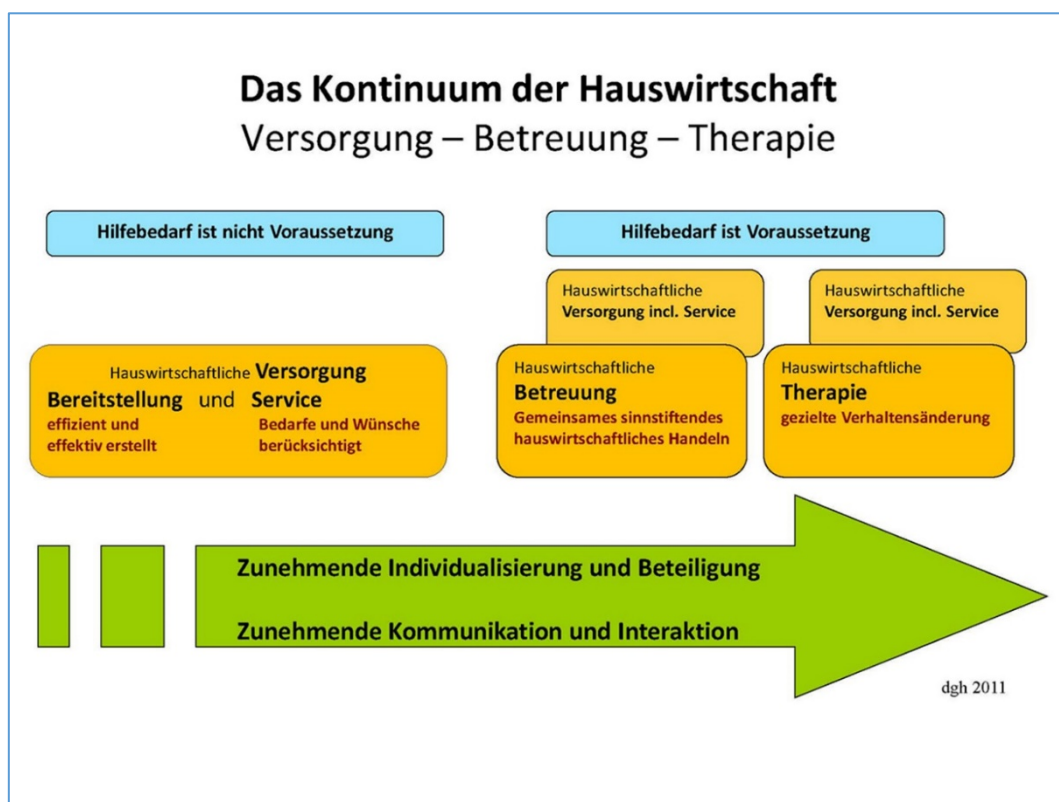 Das Kontinuum der Hauswirtschaft
Versorgung – Betreuung – Therapie
Hilfebedarf ist nicht Voraussetzung
Hauswirtschaftliche Versorgung
Bereitstellung und Service
effizient und
effektiv erstellt
Bedarfe und Wünsche
berücksichtigt
Hilfebedarf ist Voraussetzung
Hauswirtschaftliche
Versorgung incl. Service
Hauswirtschaftliche
Betreuung
Gemeinsames sinnstiftendes
hauswirtschaftliches Handeln
Hauswirtschaftliche
Versorgung incl. Service
Hauswirtschaftliche
Therapie
gezielte Verhaltensänderung
Zunehmende Individualisierung und Beteiligung
Zunehmende Kommunikation und Interaktion
dgh 2011